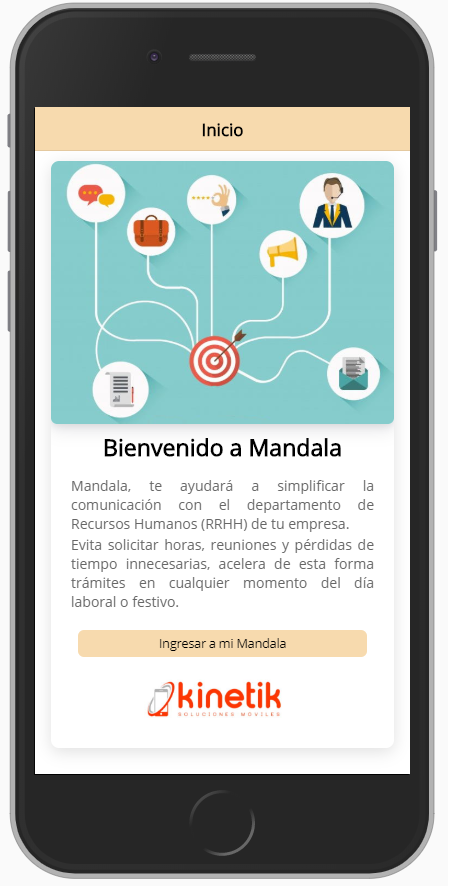 Inicio
Bienvenido a Mandala
Mandala, te ayudará a simplificar la
comunicación con el departamento de
Recursos Humanos (RRHH) de tu empresa.
Evita solicitar horas, reuniones y pérdidas de
tiempo innecesarias, acelera de esta forma
trámites en cualquier momento del día
laboral o festivo.
Ingresar a mi Mandala
kinetik
SOLUCIONES MÓVILES